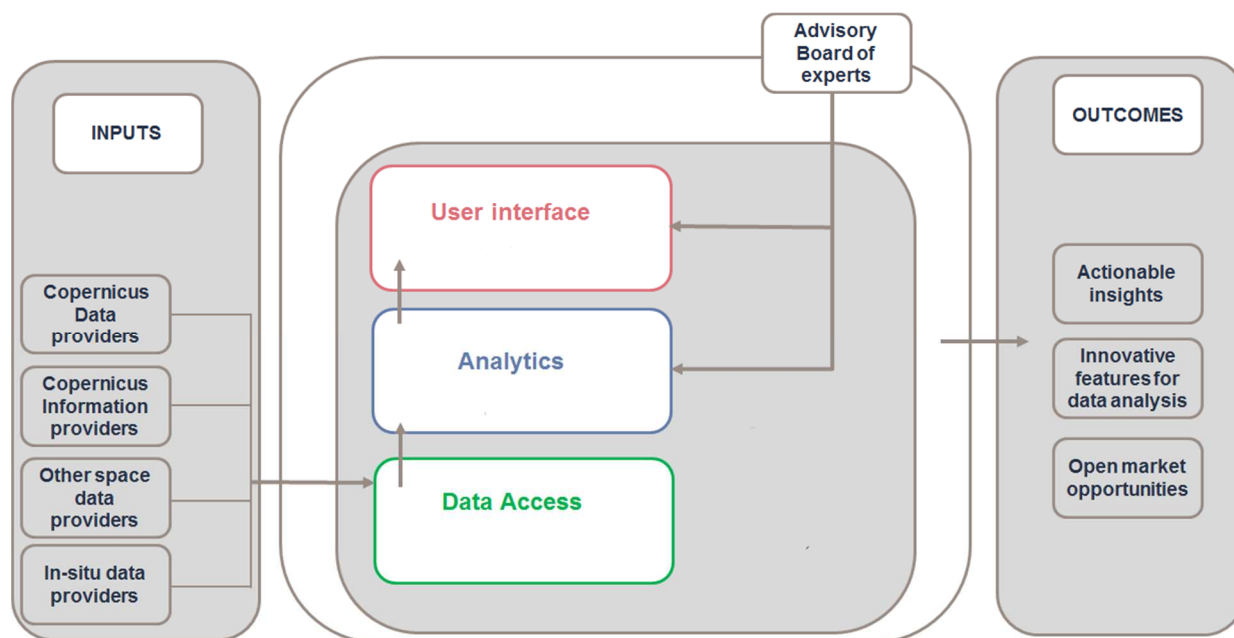 INPUTS
Copernicus
Data
providers
Copernicus
Information
providers
Other space
data
providers
In-situ data
providers
Advisory
Board of
experts
User interface
Analytics
Data Access
OUTCOMES
Actionable
insights
Innovative
features for
data analysis
Open market
opportunities